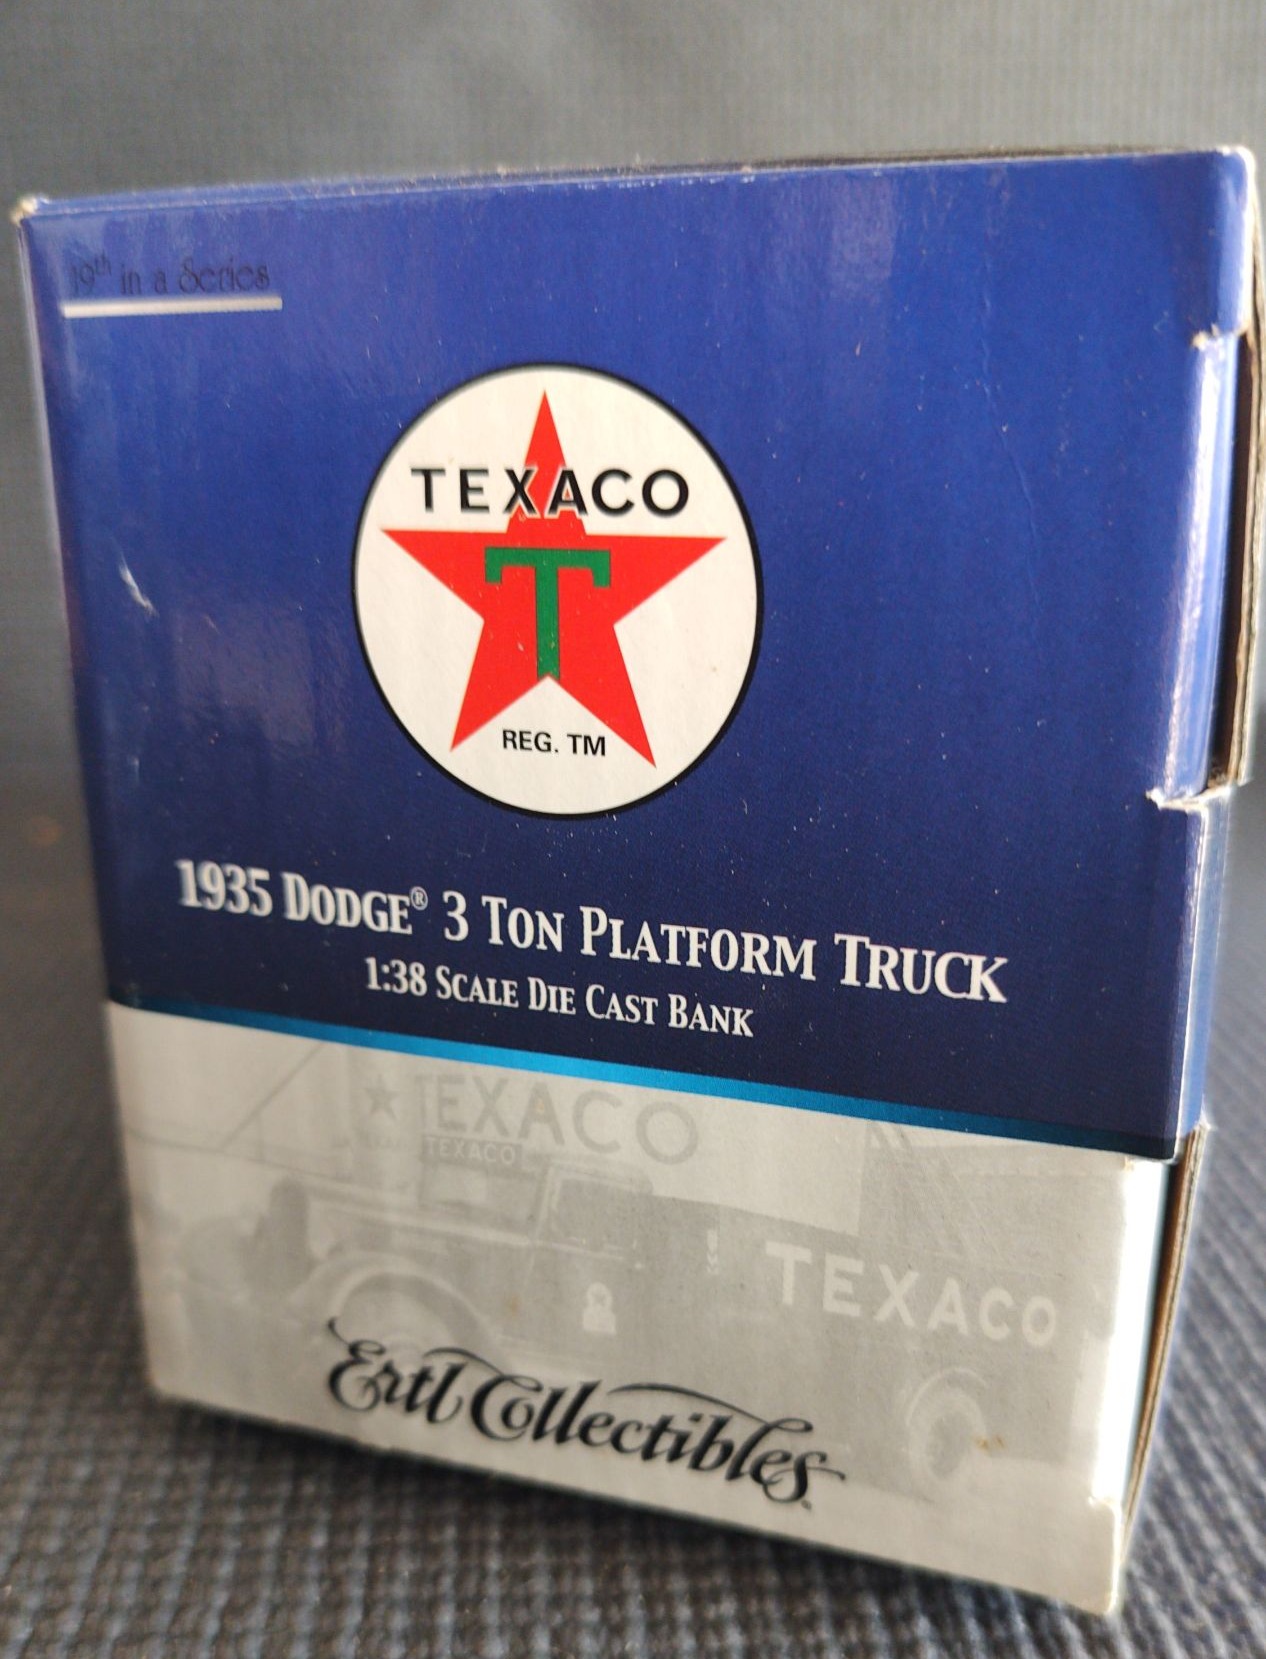 19th in a Series
TEXACO
T
REG. TM
1935 DODGE® 3 TON PLATFORM TRUCK
1:38 SCALE DIE CAST BANK
TEXACO
TEXACO
TEXACO
Ertl Collectibles